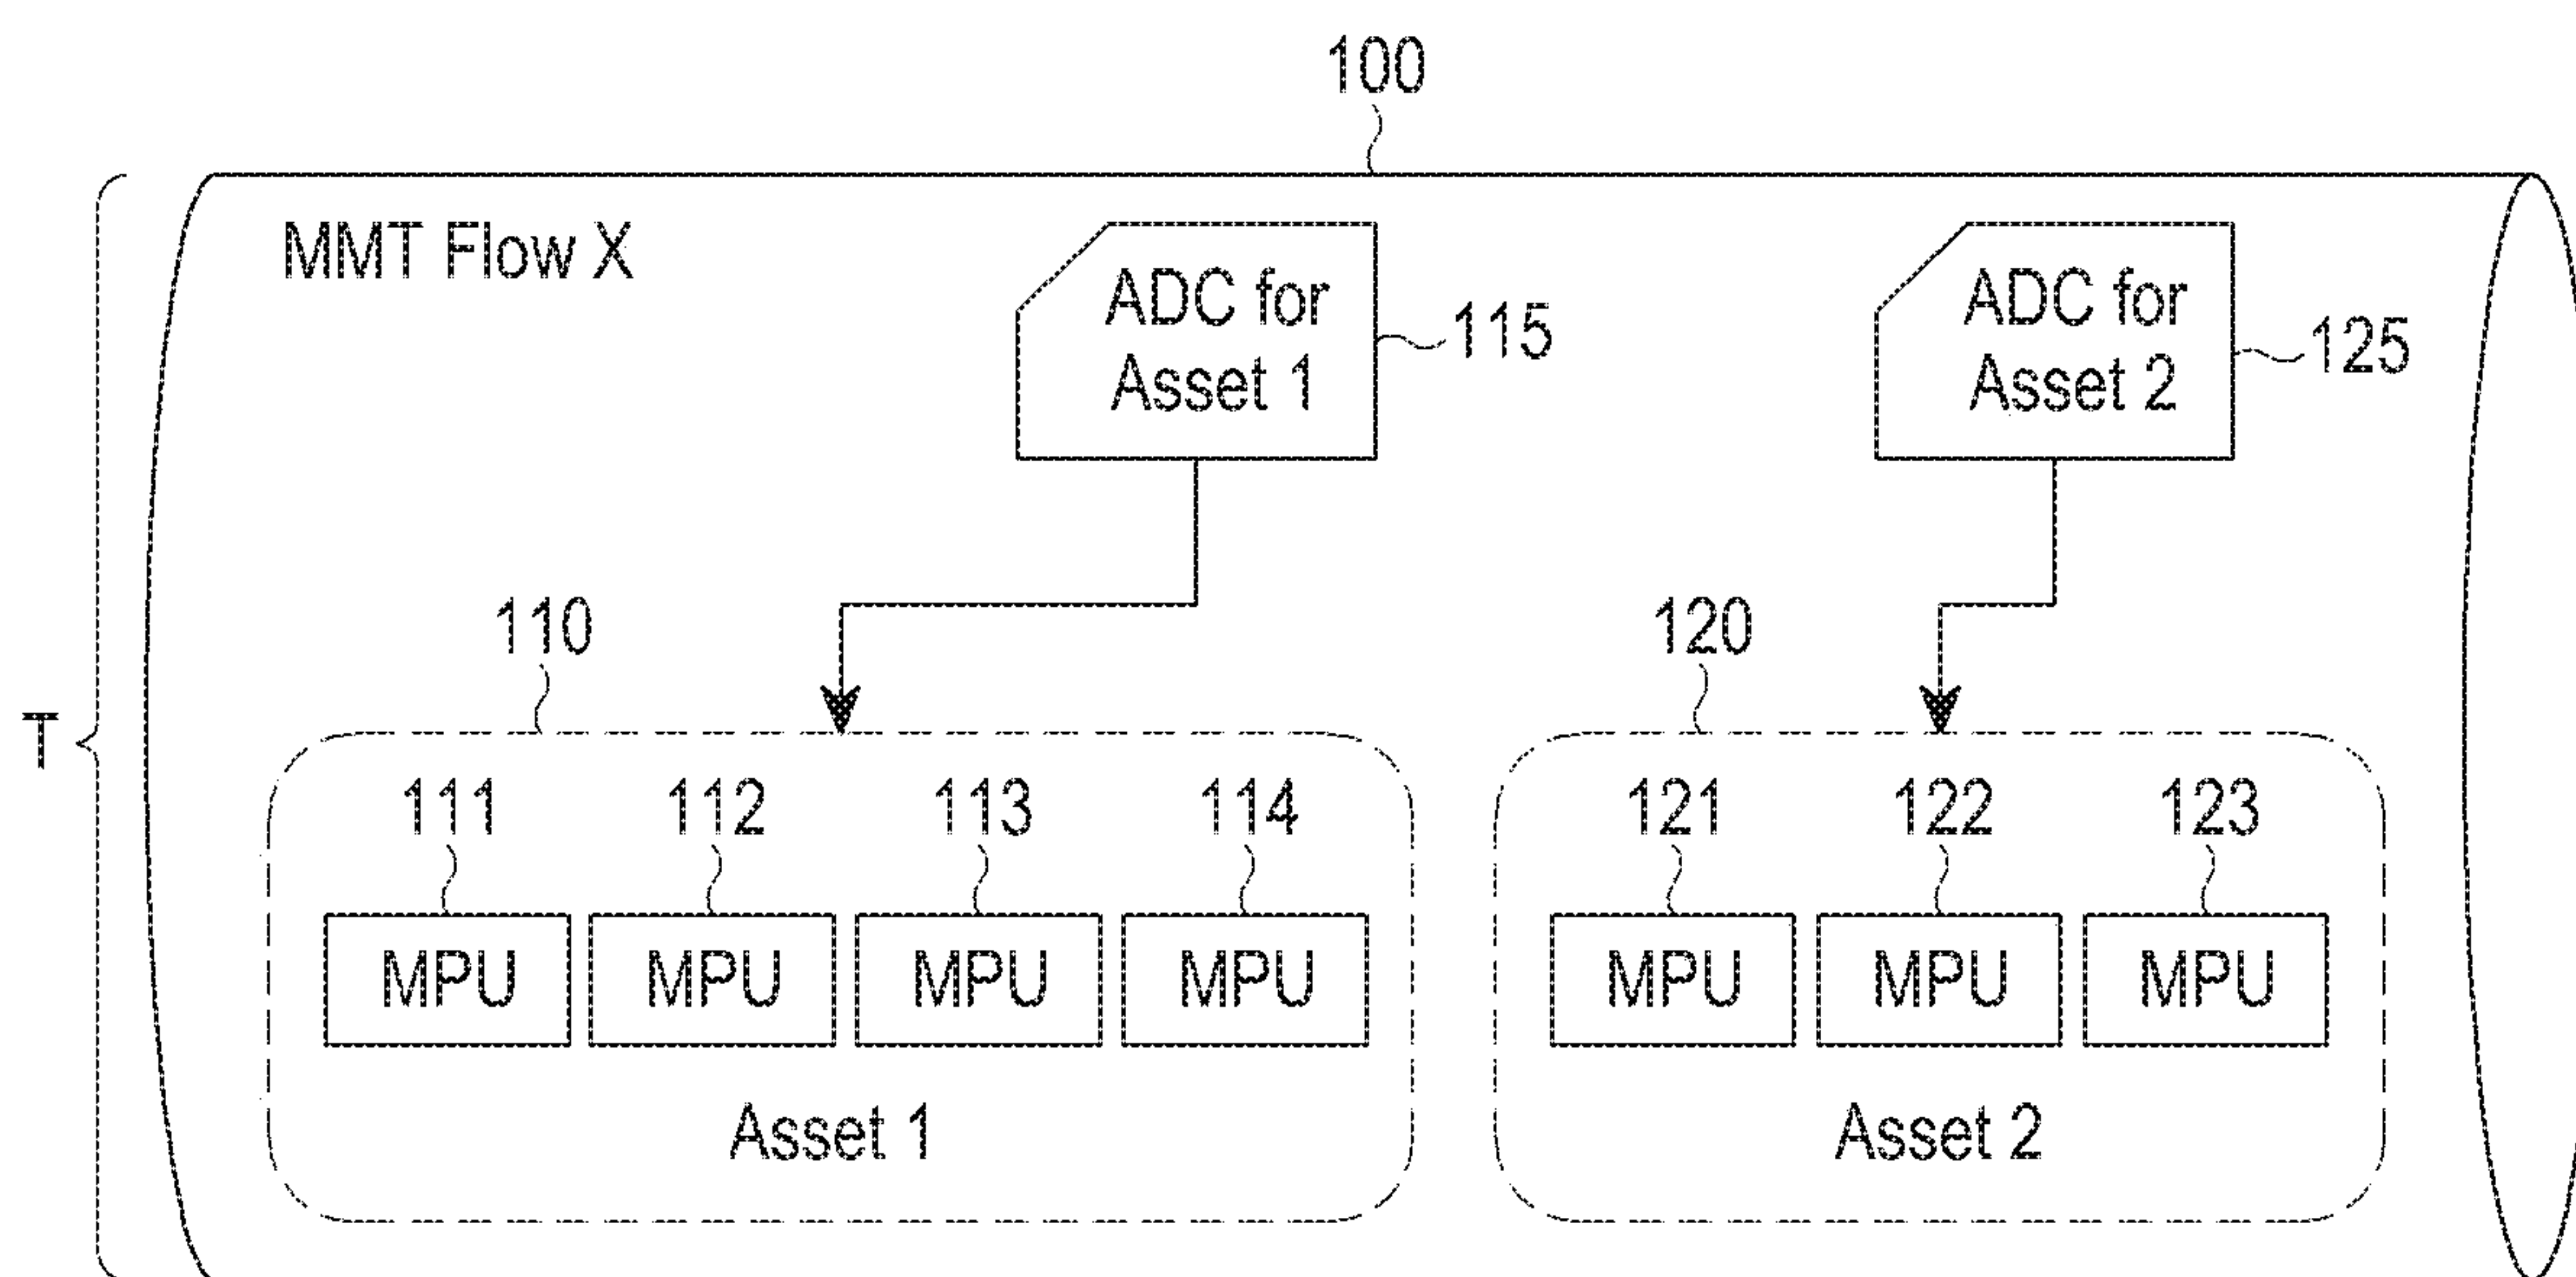 100
MMT Flow X
ADC for
Asset 1
115
ADC for
Asset 2
125
110
120
T
111 112 113 114
121 122 123
MPU MPU MPU MPU
MPU MPU MPU
Asset 1
Asset 2